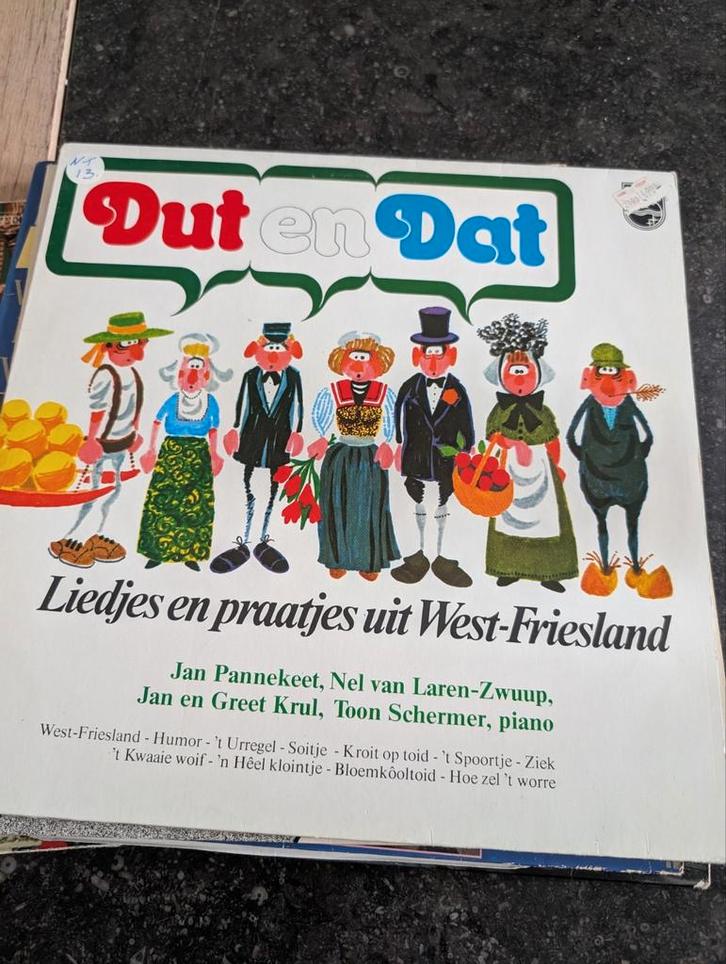 N-J
13
Dut en Dat
Liedjes en praatjes uit West-Friesland
Jan Pannekeet, Nel van Laren-Zwuup,
Jan en Greet Krul, Toon Schermer, piano
West-Friesland - Humor - 't Urregel - Soitje - Kroit op toid - 't Spoortje - Ziek
't Kwaaie woif - 'n Hêel klointje - Bloemkôoltoid - Hoe zel 't worre